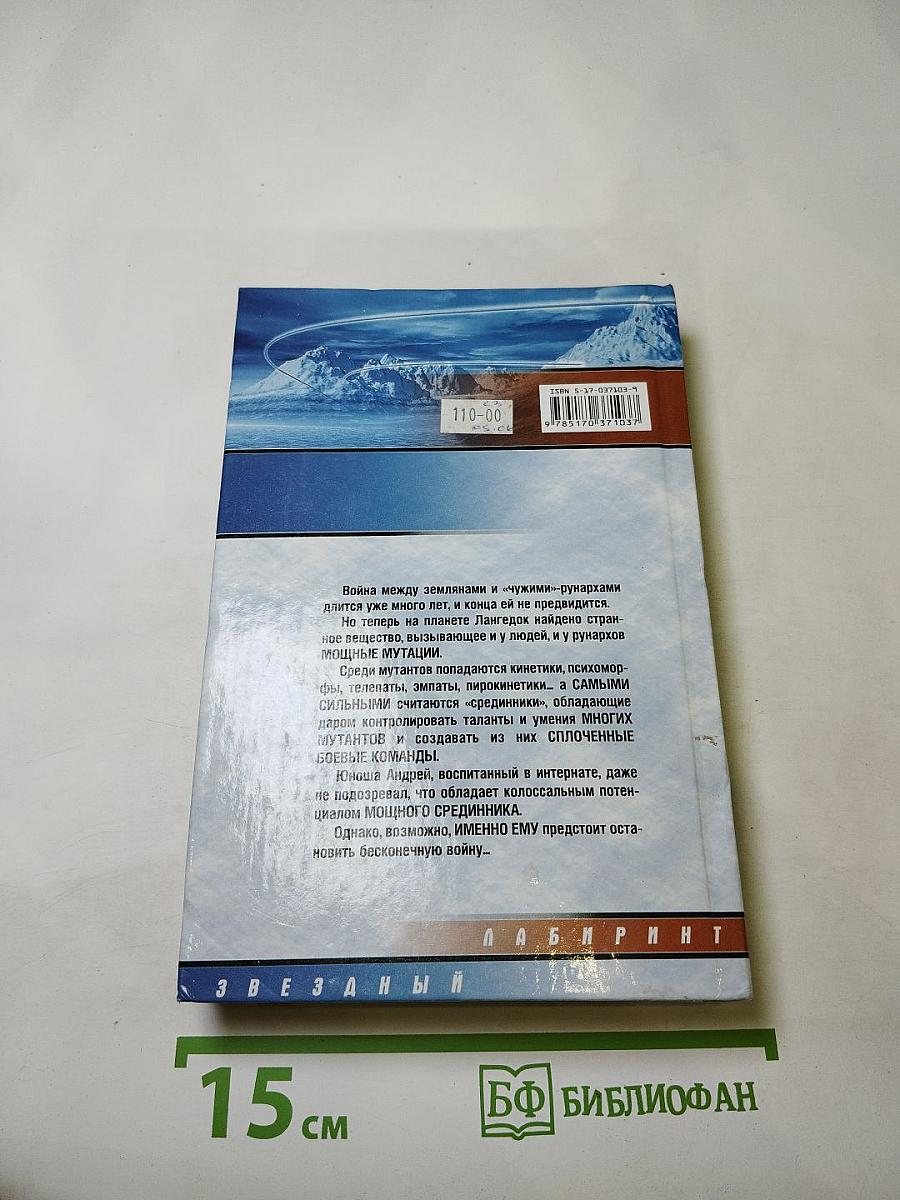 ISBN 5-17-037103-9
110-00
9 785170 371037
Война между землянами и «чужими»-рунархами
длится уже много лет, и конца ей не предвидится.
Но теперь на планете Лангедок найдено стран-
ное вещество, вызывающее и у людей, и у рунархов
МОЩНЫЕ МУТАЦИИ.
Среди мутантов попадаются кинетики, психомор-
фы, телепаты, эмпаты, пирокинетики... а САМЫМИ
СИЛЬНЫМИ считаются «срединники», обладающие
даром контролировать таланты и умения МНОГИХ
МУТАНТОВ и создавать из них СПЛОЧЕННЫЕ
БОЕВЫЕ КОМАНДЫ.
Юноша Андрей, воспитанный в интернате, даже
не подозревал, что обладает колоссальным потен-
циалом МОЩНОГО СРЕДИННИКА.
Однако, возможно, ИМЕННО ЕМУ предстоит оста-
новить бесконечную войну...
ЛАБИРИНТ
ЗВЕЗДНЫЙ
15 см
БФ БИБЛИОФАН